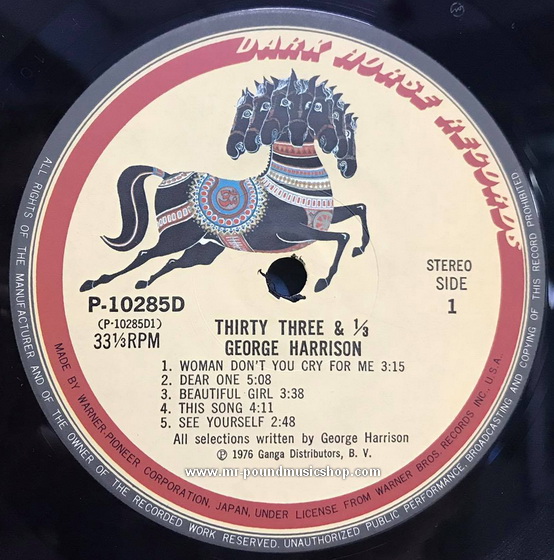 DARK HORSE RECORDS
STEREO
SIDE
1
P-10285D
(P-10285D1)
33⅓RPM
THIRTY THREE & ⅓
GEORGE HARRISON
1. WOMAN DON'T YOU CRY FOR ME 3:15
2. DEAR ONE 5:08
3. BEAUTIFUL GIRL 3:38
4. THIS SONG 4:11
5. SEE YOURSELF 2:48
All selections written by George Harrison
℗ 1976 Ganga Distributors, B. V.
www.mr-poundmusicshop.com
MADE BY WARNER-PIONEER CORPORATION, JAPAN, UNDER LICENSE FROM WARNER BROS. RECORDS INC., U.S.A.
ALL RIGHTS OF THE MANUFACTURER AND OF THE OWNER OF THE RECORDED WORK RESERVED. UNAUTHORIZED PUBLIC PERFORMANCE, BROADCASTING AND COPYING OF THIS RECORD PROHIBITED